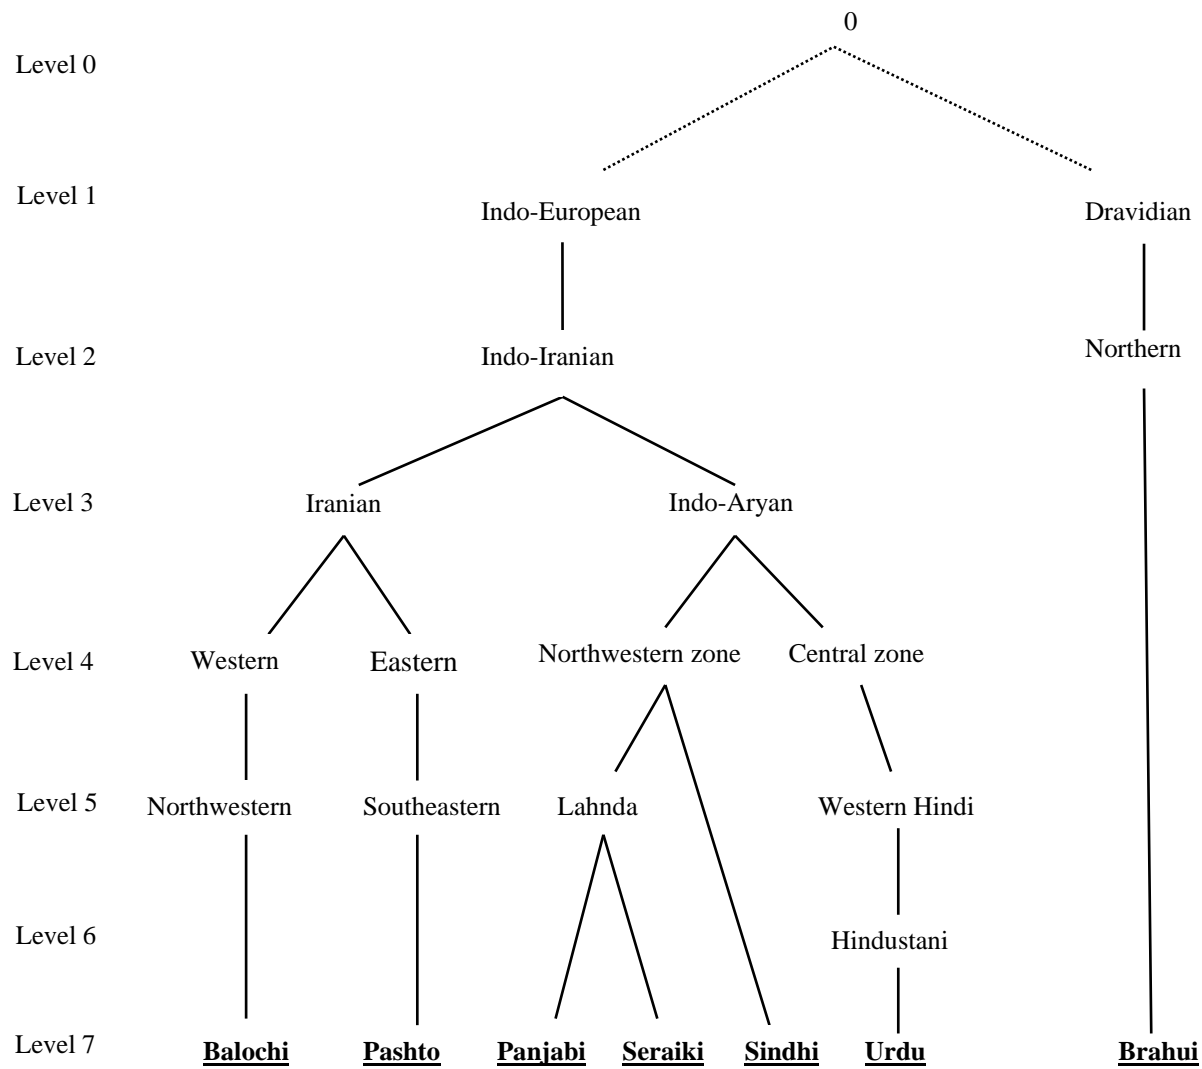 0
Level 0
Level 1
Indo-European
Dravidian
Level 2
Indo-Iranian
Northern
Level 3
Iranian
Indo-Aryan
Level 4
Western
Eastern
Northwestern zone
Central zone
Level 5
Northwestern
Southeastern
Lahnda
Western Hindi
Level 6
Hindustani
Level 7
Balochi
Pashto
Panjabi
Seraiki
Sindhi
Urdu
Brahui